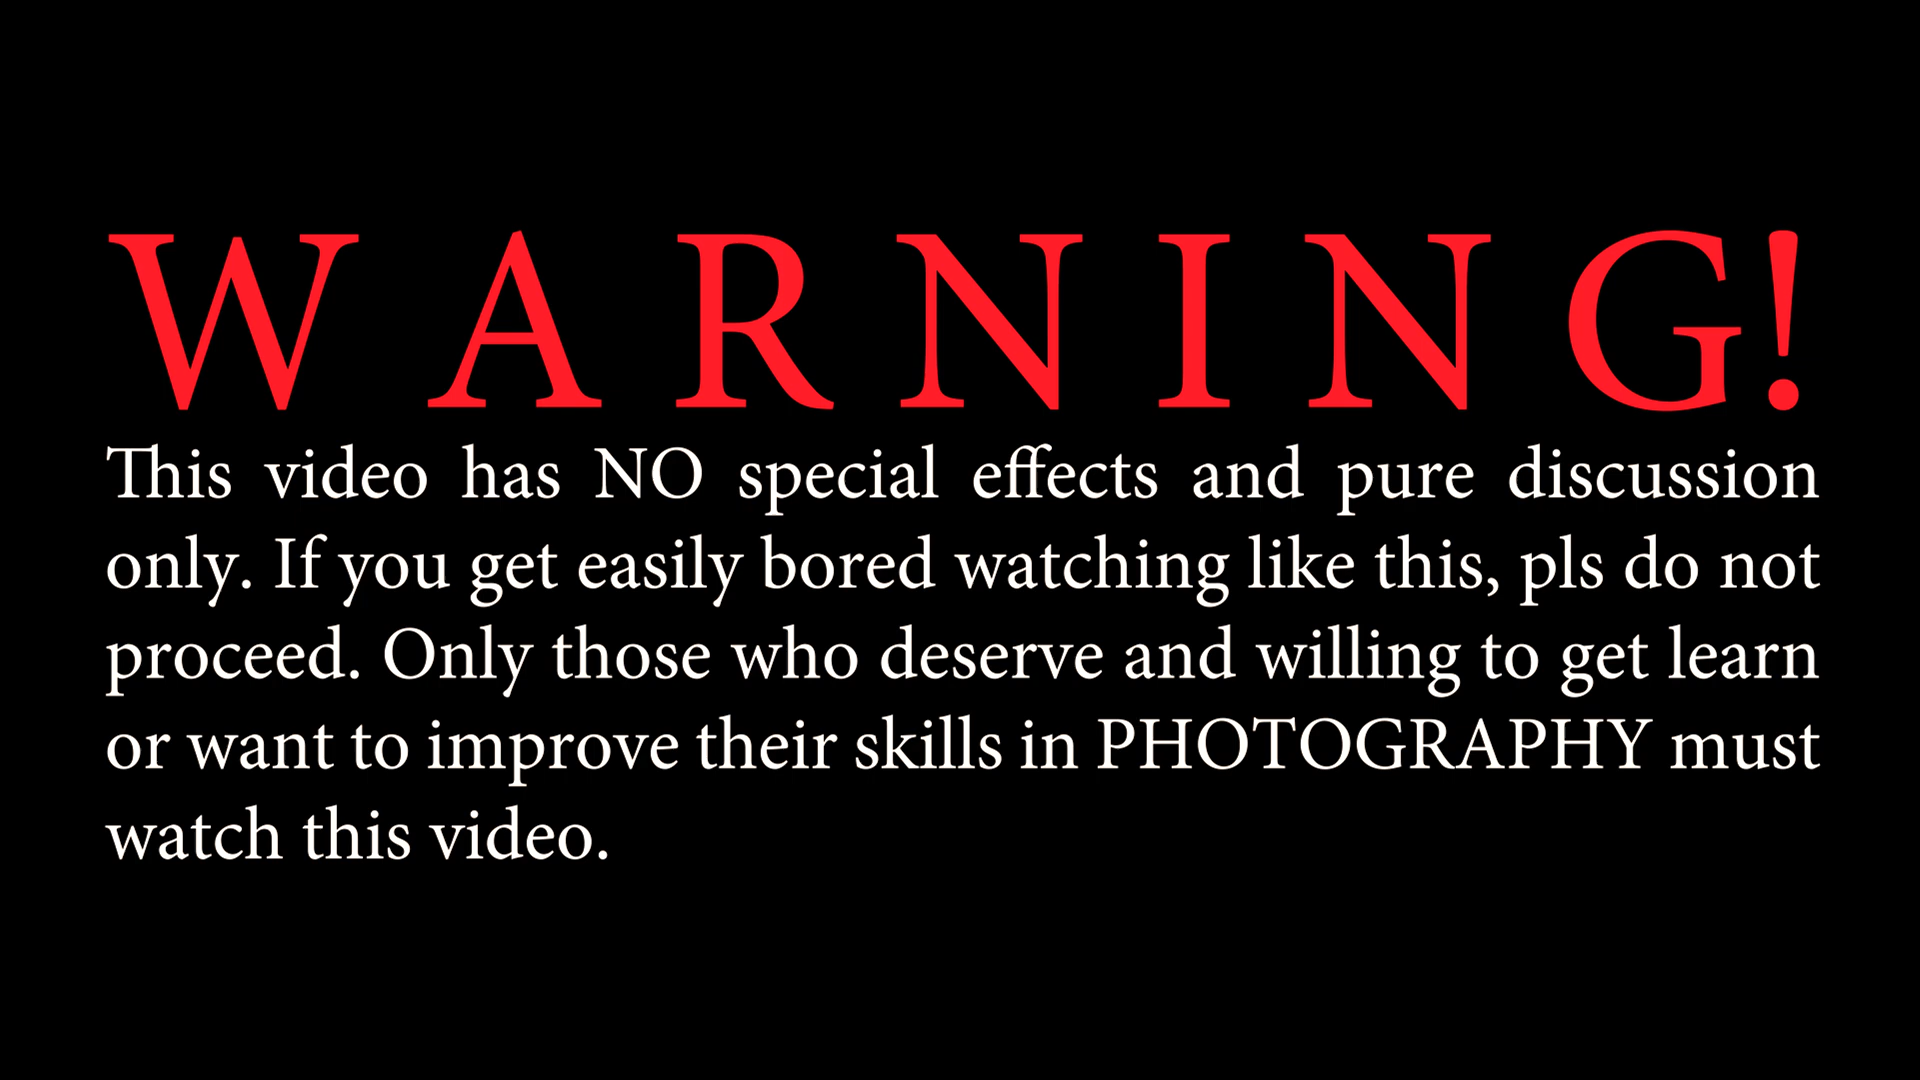 WARNING!
This video has NO special effects and pure discussion
only. If you get easily bored watching like this, pls do not
proceed. Only those who deserve and willing to get learn
or want to improve their skills in PHOTOGRAPHY must
watch this video.